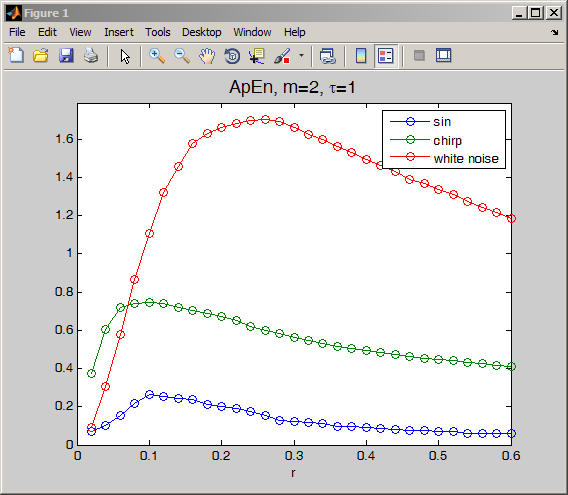 Figure 1
File Edit View Insert Tools Desktop Window Help
ApEn, m=2, τ=1
sin
chirp
white noise
1.6
1.4
1.2
1
0.8
0.6
0.4
0.2
0
0 0.1 0.2 0.3 0.4 0.5 0.6
r